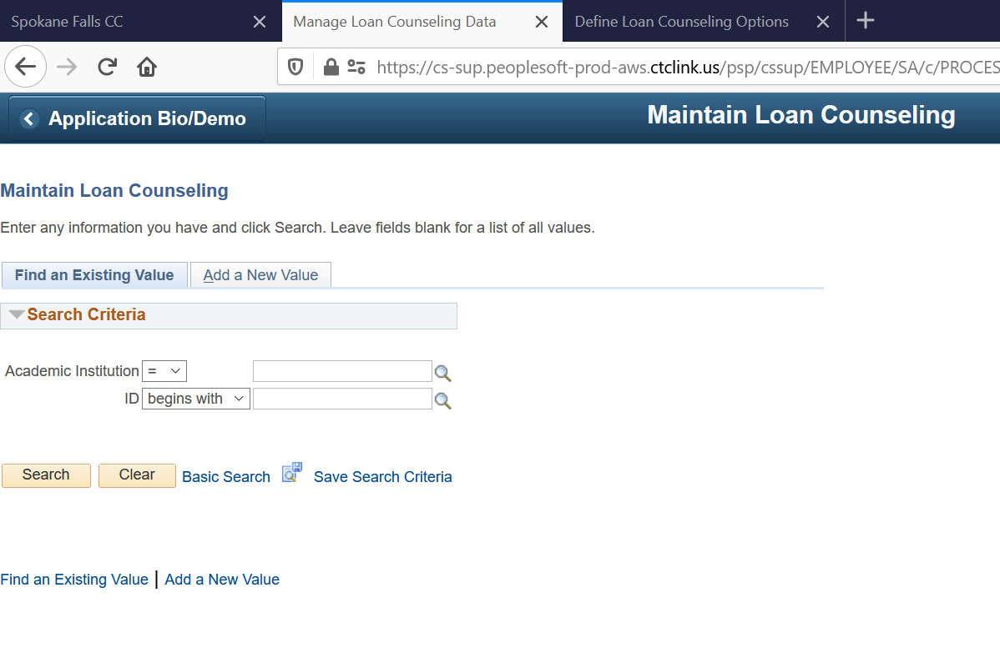 Spokane Falls CC
Manage Loan Counseling Data
Define Loan Counseling Options
https://cs-sup.peoplesoft-prod-aws.ctclink.us/psp/cssup/EMPLOYEE/SA/c/PROCES
Application Bio/Demo
Maintain Loan Counseling
Maintain Loan Counseling
Enter any information you have and click Search. Leave fields blank for a list of all values.
Find an Existing Value
Add a New Value
Search Criteria
Academic Institution =
ID begins with
Search Clear Basic Search Save Search Criteria
Find an Existing Value | Add a New Value